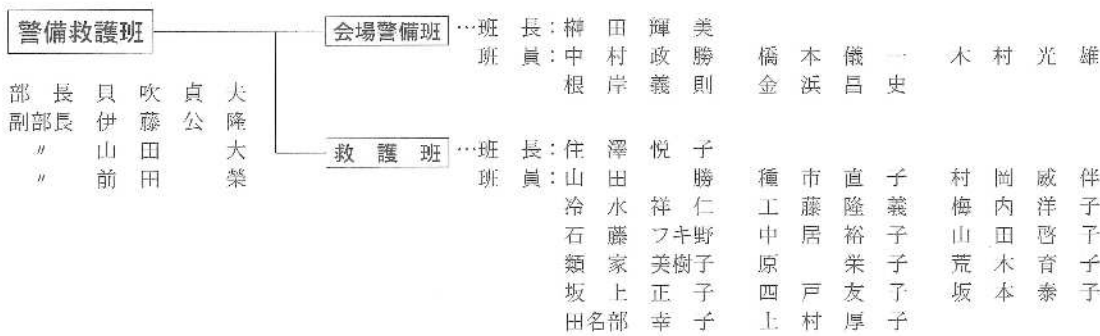 警備救護班
部長 貝吹貞夫
副部長 伊藤公隆
〃 山田大
〃 前田榮
会場警備班…班長:榊田輝美
班員:中村政勝 橋本儀一 木村光雄
根岸義則 金浜昌史
救護班…班長:住澤悦子
班員:山田勝 種市直子 村岡威伴
冷水祥仁 工藤隆義 梅内洋子
石藤フキ野 中居裕子 山田啓子
類家美樹子 原栄子 荒木育子
坂上正子 四戸友子 坂本泰子
田名部幸子 上村厚子